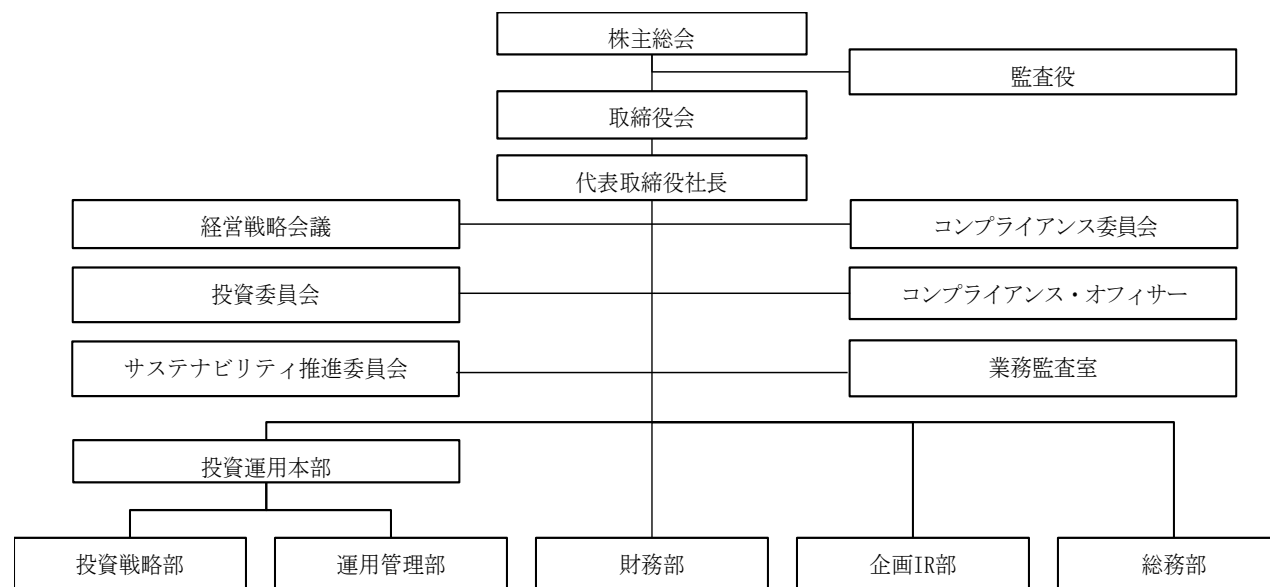 株主総会
監査役
取締役会
代表取締役社長
経営戦略会議
コンプライアンス委員会
投資委員会
コンプライアンス・オフィサー
サステナビリティ推進委員会
業務監査室
投資運用本部
投資戦略部
運用管理部
財務部
企画IR部
総務部